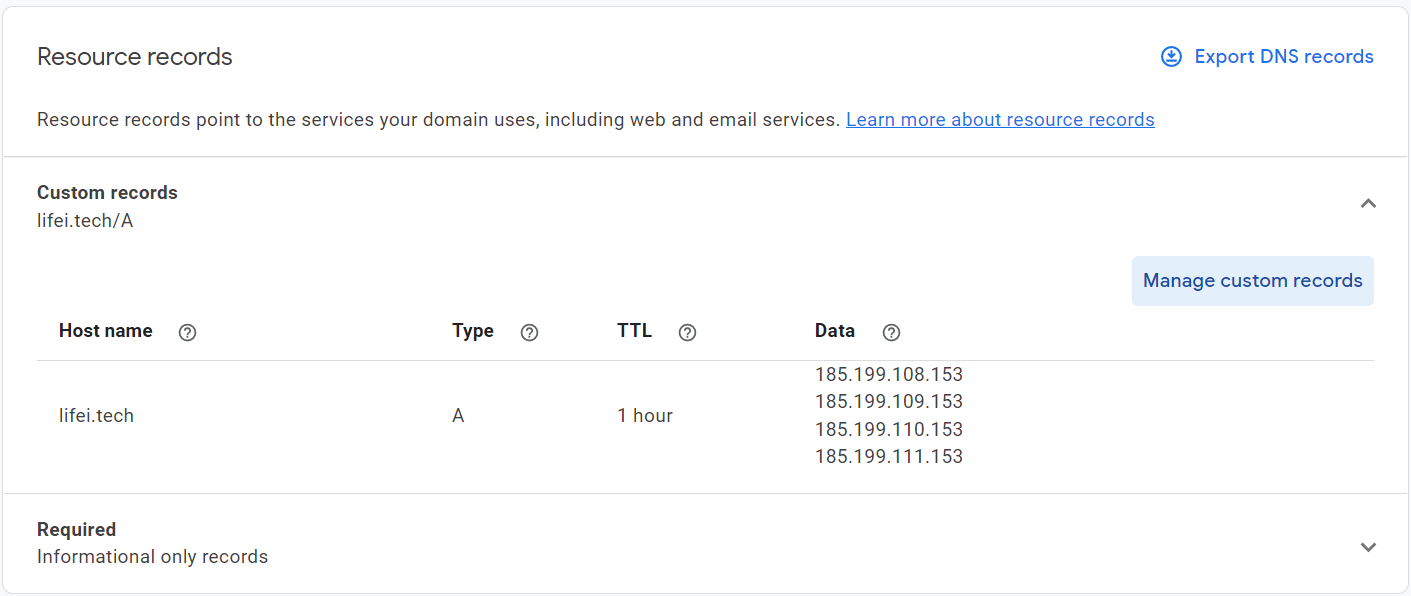 Resource records
Export DNS records
Resource records point to the services your domain uses, including web and email services. Learn more about resource records
Custom records
lifei.tech/A
Manage custom records
Host name Type TTL Data
185.199.108.153
185.199.109.153
lifei.tech A 1 hour
185.199.110.153
185.199.111.153
Required
Informational only records